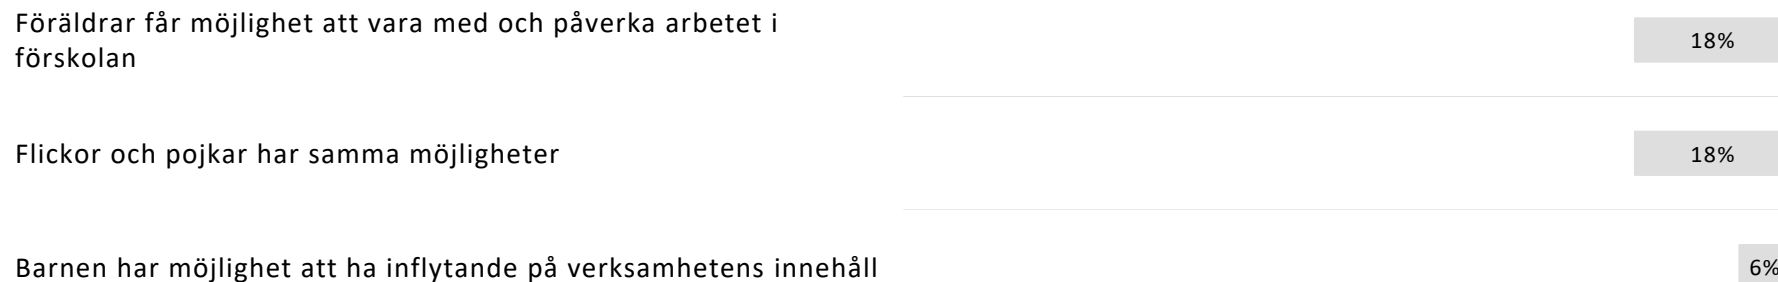 Föräldrar får möjlighet att vara med och påverka arbetet i
förskolan
18%
Flickor och pojkar har samma möjligheter
18%
Barnen har möjlighet att ha inflytande på verksamhetens innehåll
6%